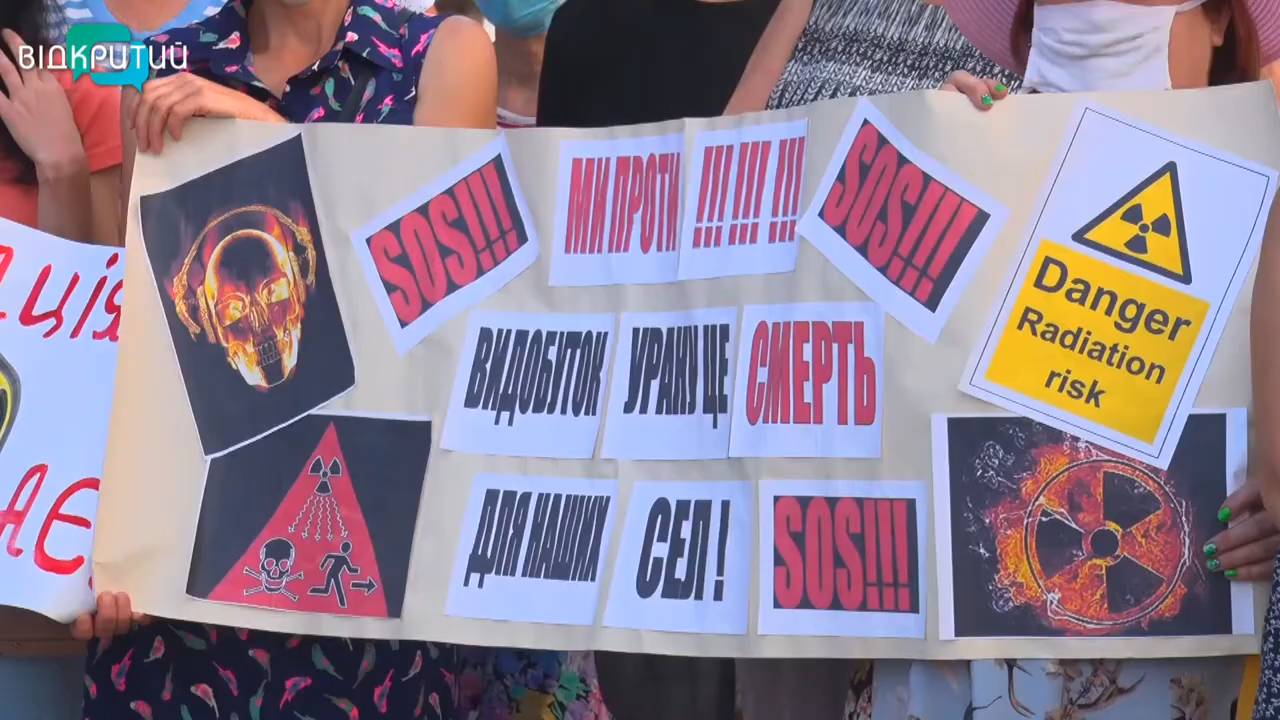 ВІДКРИТИЙ
SOS!!!
МИ ПРОТИ !!! !!! !!!
SOS!!!
ВИДОБУТОК УРАНУ ЦЕ СМЕРТЬ
ДЛЯ НАШИХ СЕЛ! SOS!!!
Danger
Radiation
risk